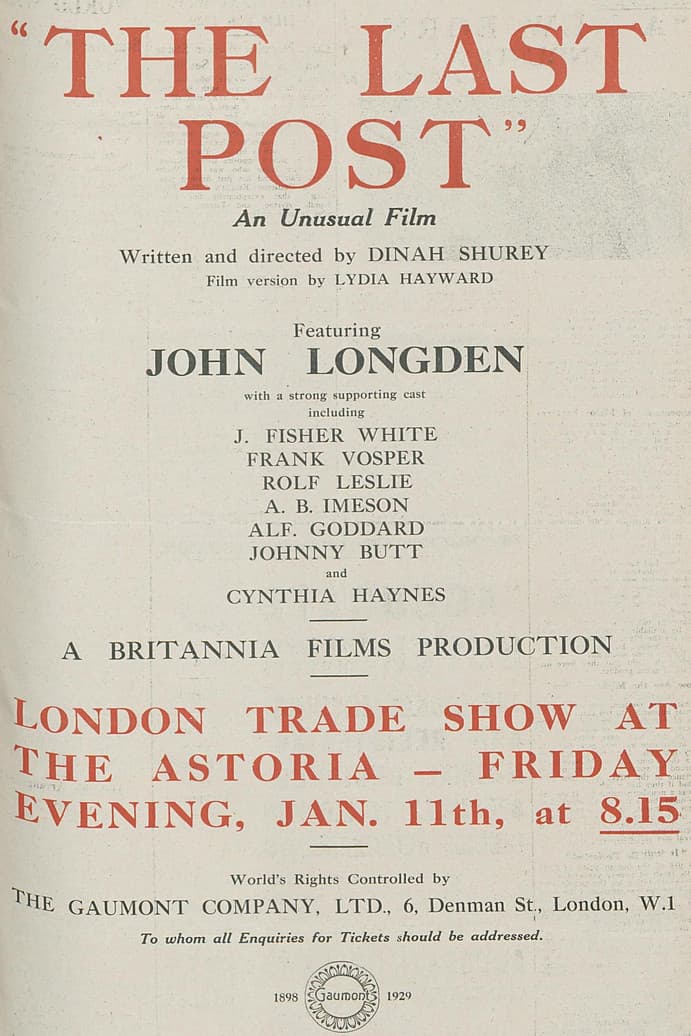 “THE LAST
POST”
An Unusual Film
Written and directed by DINAH SHUREY
Film version by LYDIA HAYWARD
Featuring
JOHN LONGDEN
with a strong supporting cast
including
J. FISHER WHITE
FRANK VOSPER
ROLF LESLIE
A. B. IMESON
ALF. GODDARD
JOHNNY BUTT
and
CYNTHIA HAYNES
A BRITANNIA FILMS PRODUCTION
LONDON TRADE SHOW AT
THE ASTORIA — FRIDAY
EVENING, JAN. 11th, at 8.15
World's Rights Controlled by
THE GAUMONT COMPANY, LTD., 6, Denman St., London, W.1
To whom all Enquiries for Tickets should be addressed.
1898 Gaumont 1929